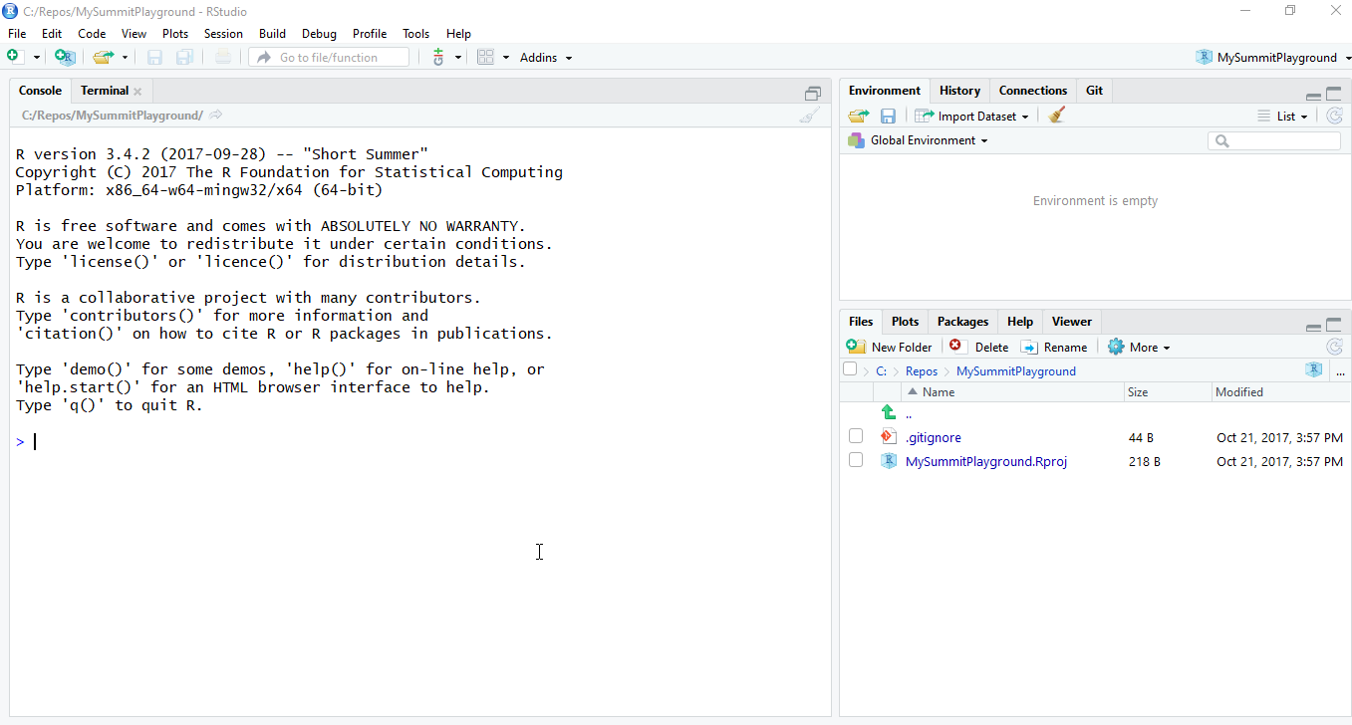 C:/Repos/MySummitPlayground - RStudio
File Edit Code View Plots Session Build Debug Profile Tools Help
Go to file/function Addins MySummitPlayground
Console Terminal
C:/Repos/MySummitPlayground/
R version 3.4.2 (2017-09-28) -- "Short Summer"
Copyright (C) 2017 The R Foundation for Statistical Computing
Platform: x86_64-w64-mingw32/x64 (64-bit)
R is free software and comes with ABSOLUTELY NO WARRANTY.
You are welcome to redistribute it under certain conditions.
Type 'license()' or 'licence()' for distribution details.
R is a collaborative project with many contributors.
Type 'contributors()' for more information and
'citation()' on how to cite R or R packages in publications.
Type 'demo()' for some demos, 'help()' for on-line help, or
'help.start()' for an HTML browser interface to help.
Type 'q()' to quit R.
>
Environment History Connections Git
Import Dataset List
Global Environment
Environment is empty
Files Plots Packages Help Viewer
New Folder Delete Rename More
C: Repos MySummitPlayground ...
Name Size Modified
..
.gitignore 44 B Oct 21, 2017, 3:57 PM
MySummitPlayground.Rproj 218 B Oct 21, 2017, 3:57 PM